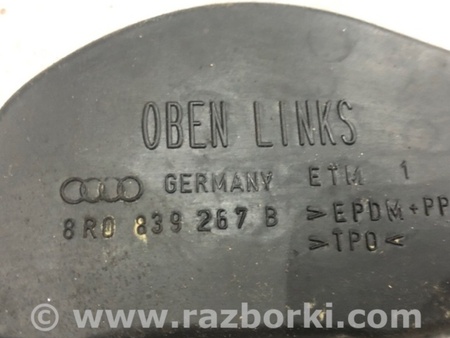 OBEN LINKS
GERMANY ETM 1
8R0 839 267 B >EPDM+PP
>TPO<
© www.razborki.com